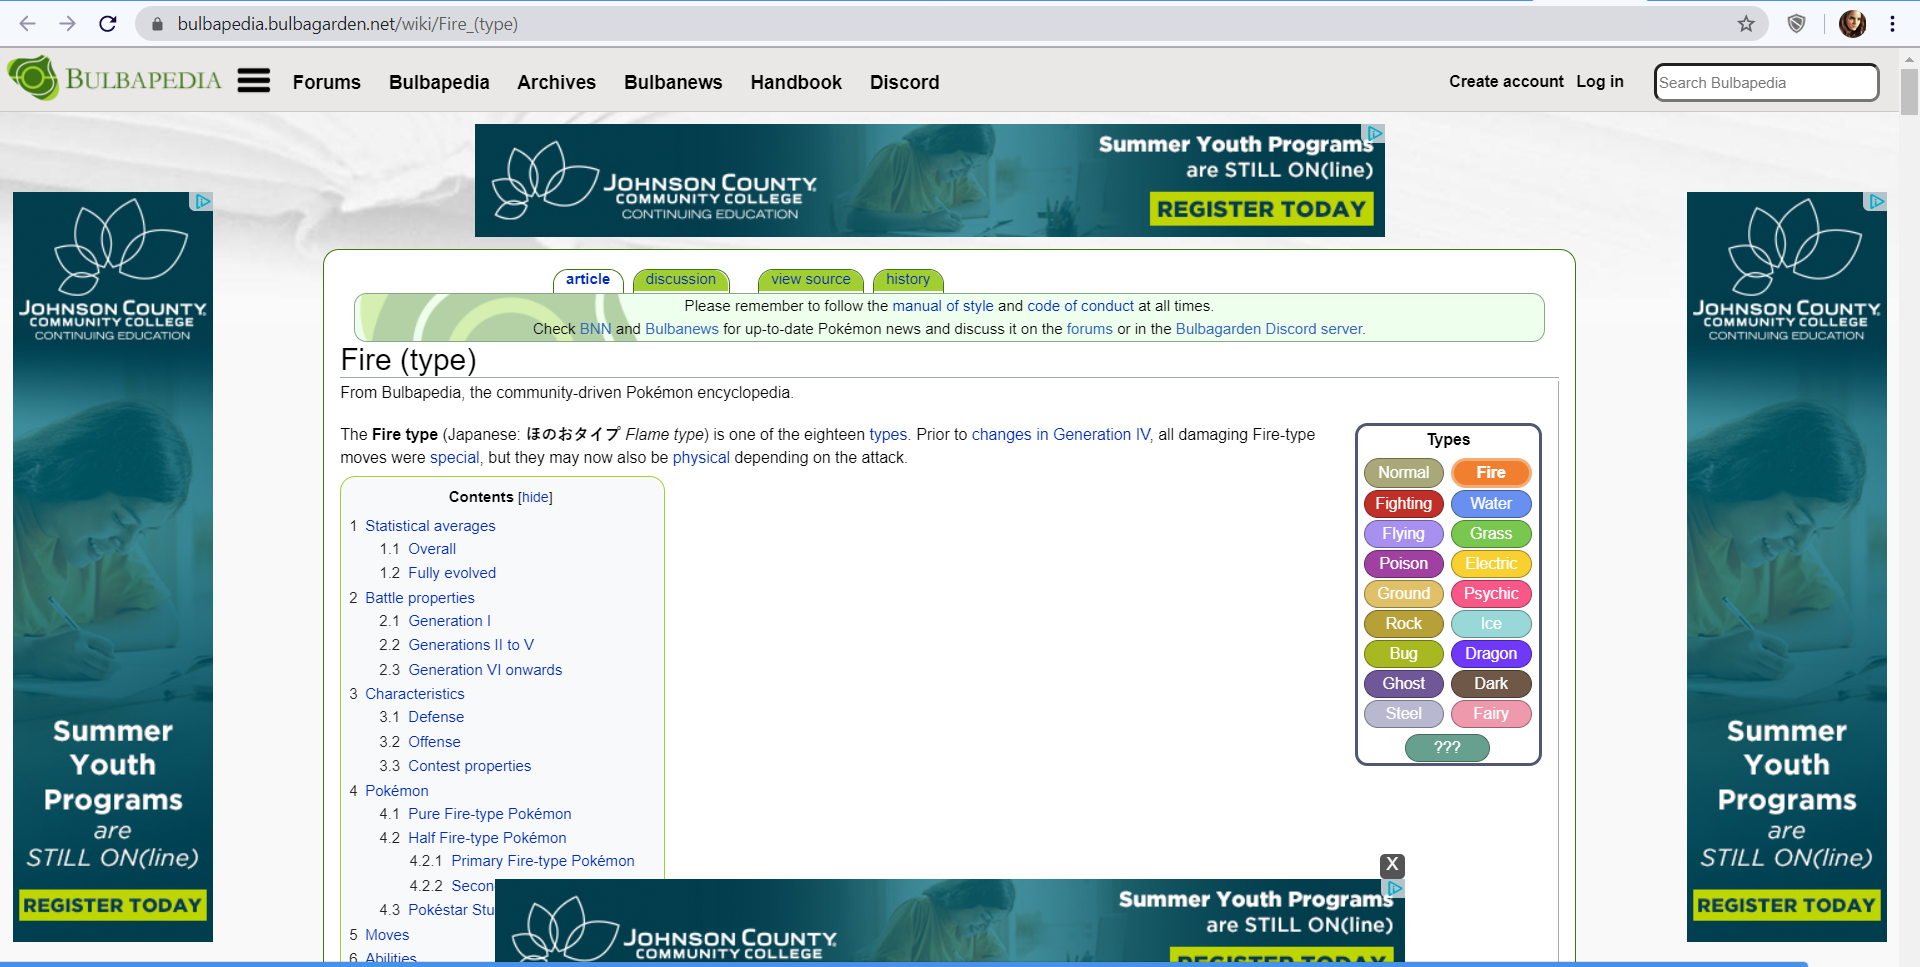 bulbapedia.bulbagarden.net/wiki/Fire_(type)
BULBAPEDIA
Forums Bulbapedia Archives Bulbanews Handbook Discord
Create account Log in
Search Bulbapedia
JOHNSON COUNTY
COMMUNITY COLLEGE
CONTINUING EDUCATION
Summer Youth Programs
are STILL ON(line)
REGISTER TODAY
JOHNSON COUNTY
COMMUNITY COLLEGE
CONTINUING EDUCATION
Summer
Youth
Programs
are
STILL ON(line)
REGISTER TODAY
article discussion view source history
Please remember to follow the manual of style and code of conduct at all times.
Check BNN and Bulbanews for up-to-date Pokémon news and discuss it on the forums or in the Bulbagarden Discord server.
Fire (type)
From Bulbapedia, the community-driven Pokémon encyclopedia.
The Fire type (Japanese: ほのおタイプ Flame type) is one of the eighteen types. Prior to changes in Generation IV, all damaging Fire-type
moves were special, but they may now also be physical depending on the attack.
Contents [hide]
1 Statistical averages
1.1 Overall
1.2 Fully evolved
2 Battle properties
2.1 Generation I
2.2 Generations II to V
2.3 Generation VI onwards
3 Characteristics
3.1 Defense
3.2 Offense
3.3 Contest properties
4 Pokémon
4.1 Pure Fire-type Pokémon
4.2 Half Fire-type Pokémon
4.2.1 Primary Fire-type Pokémon
4.2.2 Secon
4.3 Pokéstar Stu
5 Moves
6 Abilities
Types
Normal Fire
Fighting Water
Flying Grass
Poison Electric
Ground Psychic
Rock Ice
Bug Dragon
Ghost Dark
Steel Fairy
???
X
JOHNSON COUNTY
COMMUNITY COLLEGE
Summer Youth Programs
are STILL ON(line)
REGISTER TODAY
JOHNSON COUNTY
COMMUNITY COLLEGE
CONTINUING EDUCATION
Summer
Youth
Programs
are
STILL ON(line)
REGISTER TODAY